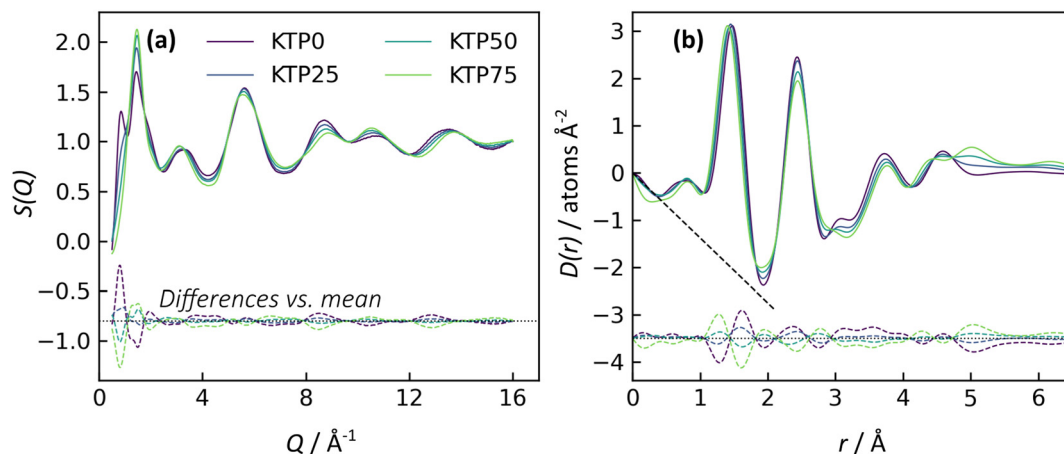 (a)
KTP0
KTP50
KTP25
KTP75
2.0
1.5
1.0
0.5
0.0
−0.5
−1.0
S(Q)
Differences vs. mean
0
4
8
12
16
Q / Å⁻¹
(b)
3
2
1
0
−1
−2
−3
−4
D(r) / atoms Å⁻²
0
1
2
3
4
5
6
r / Å